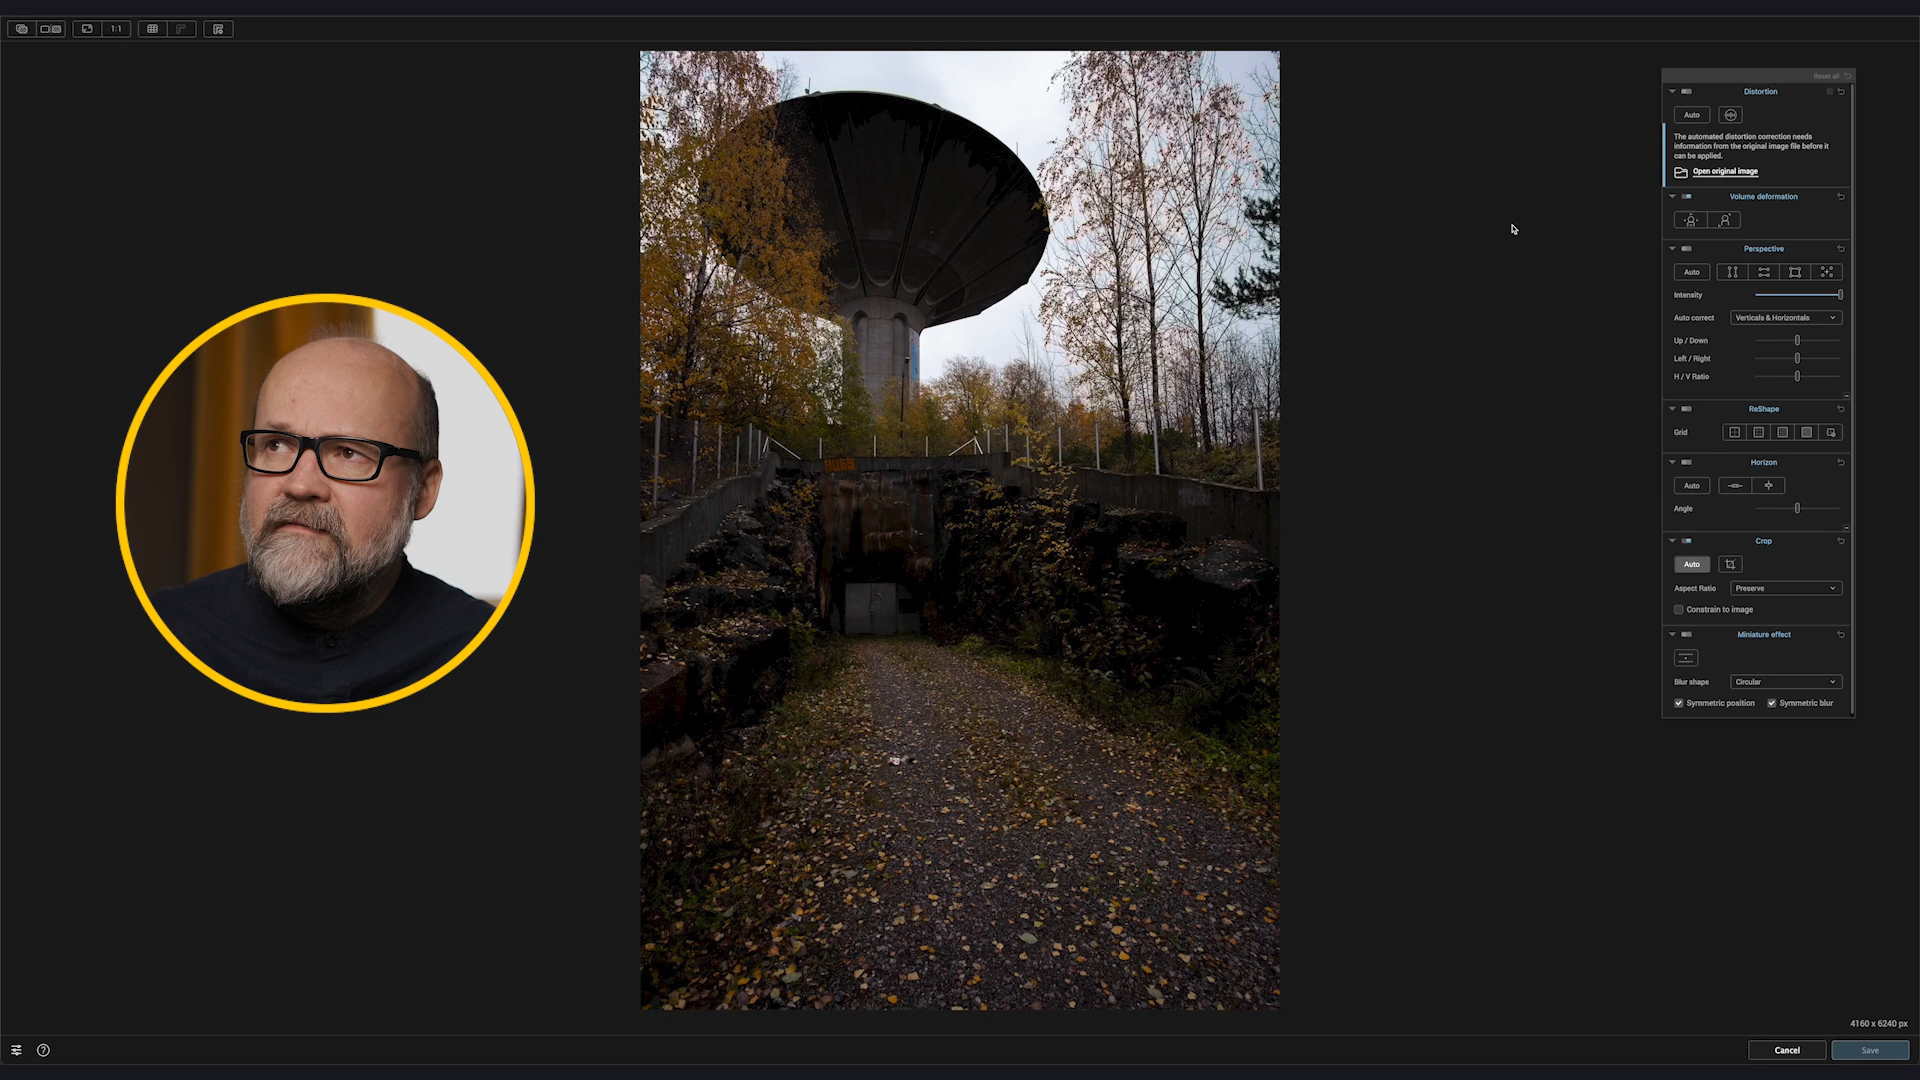 1:1
Reset all
Distortion
Auto
The automated distortion correction needs
information from the original image file before it
can be applied.
Open original image
Volume deformation
Perspective
Auto
Intensity
Auto correct Verticals & Horizontals
Up / Down
Left / Right
H / V Ratio
ReShape
Grid
Horizon
Auto
Angle
Crop
Auto
Aspect Ratio Preserve
Constrain to image
Miniature effect
Blur shape Circular
Symmetric position Symmetric blur
4160 x 6240 px
Cancel Save